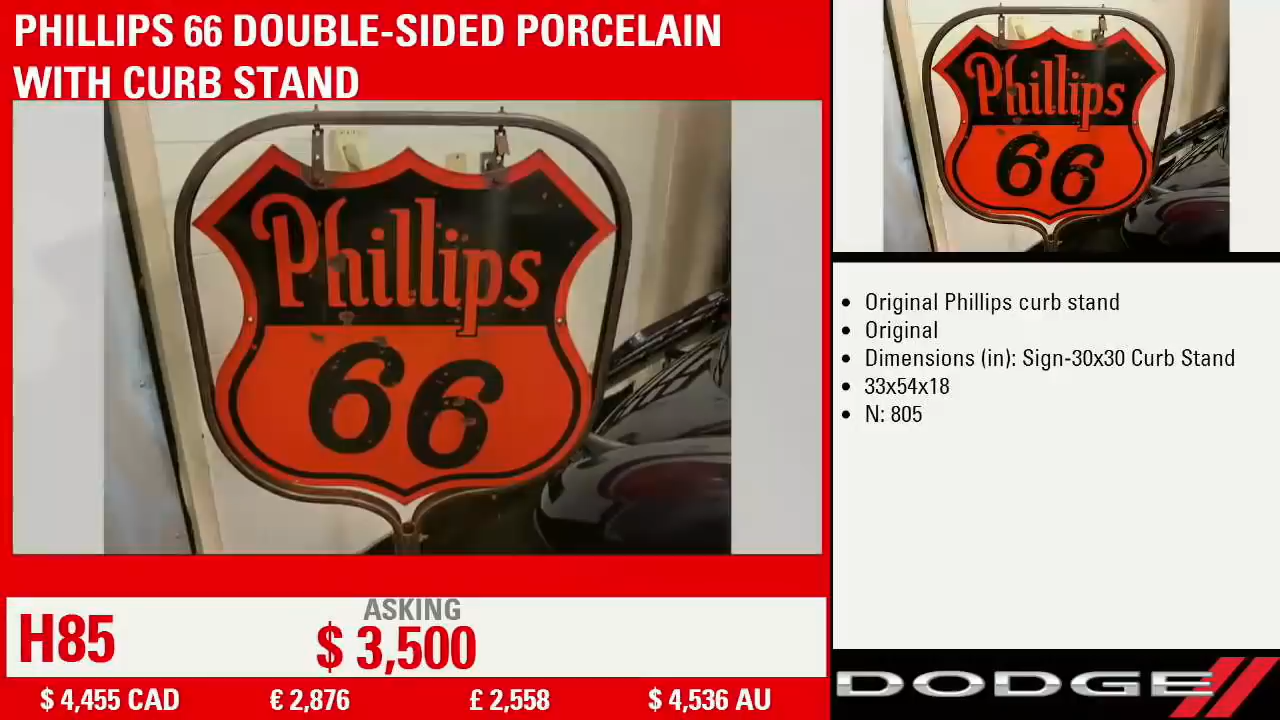 PHILLIPS 66 DOUBLE-SIDED PORCELAIN
WITH CURB STAND
Phillips
66
Phillips
66
• Original Phillips curb stand
• Original
• Dimensions (in): Sign-30x30 Curb Stand
• 33x54x18
• N: 805
H85
ASKING
$ 3,500
$ 4,455 CAD
€ 2,876
£ 2,558
$ 4,536 AU
DODGE